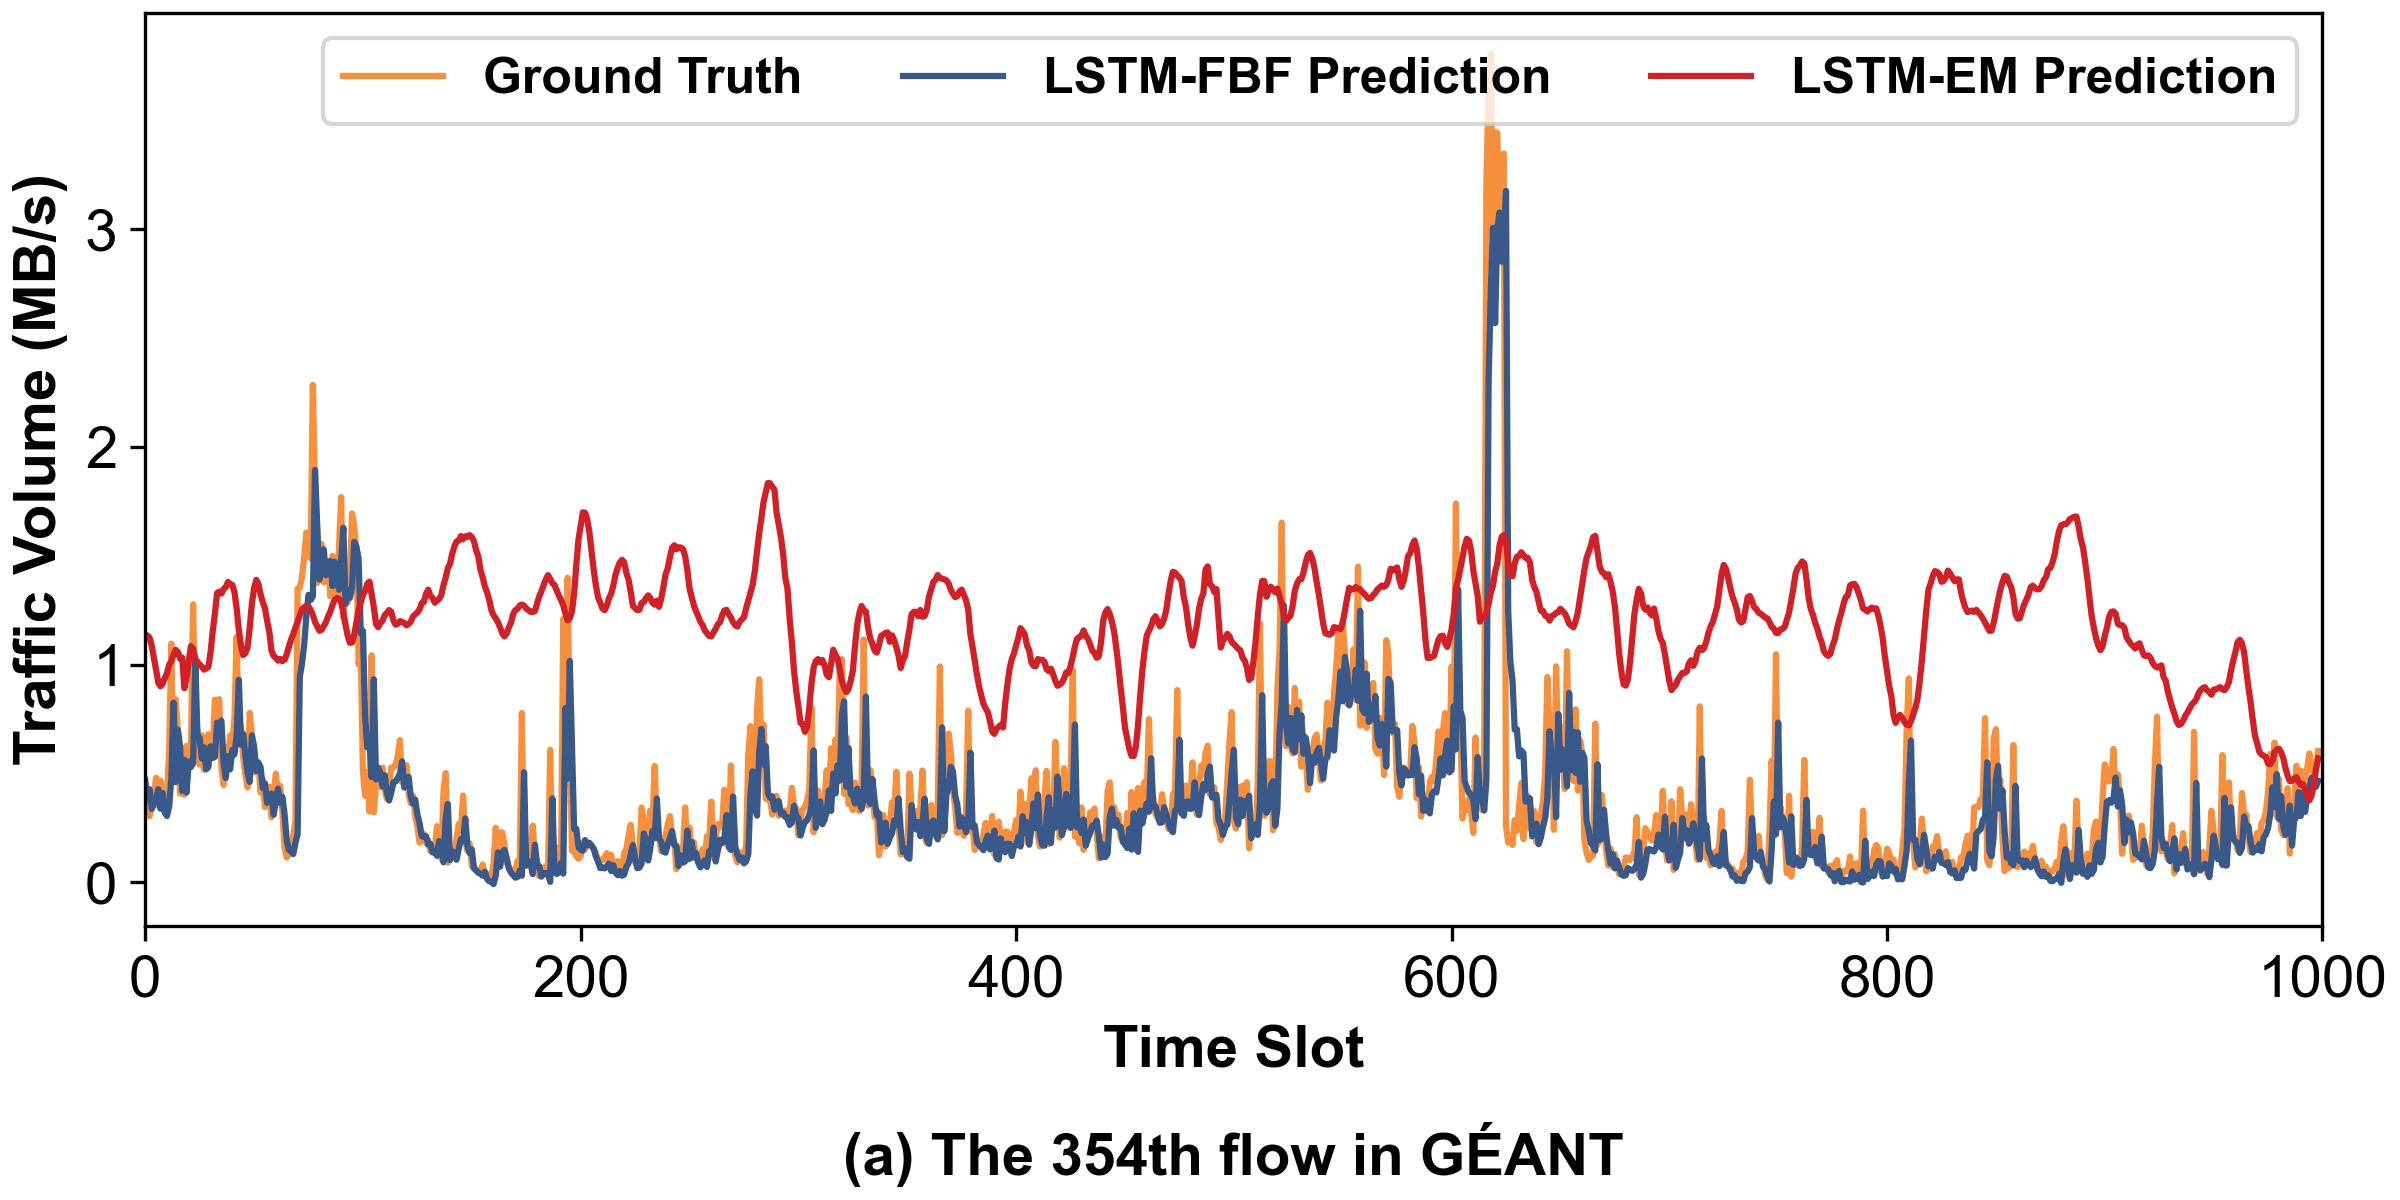 Ground Truth LSTM-FBF Prediction LSTM-EM Prediction
Traffic Volume (MB/s)
3
2
1
0
0 200 400 600 800 1000
Time Slot
(a) The 354th flow in GÉANT